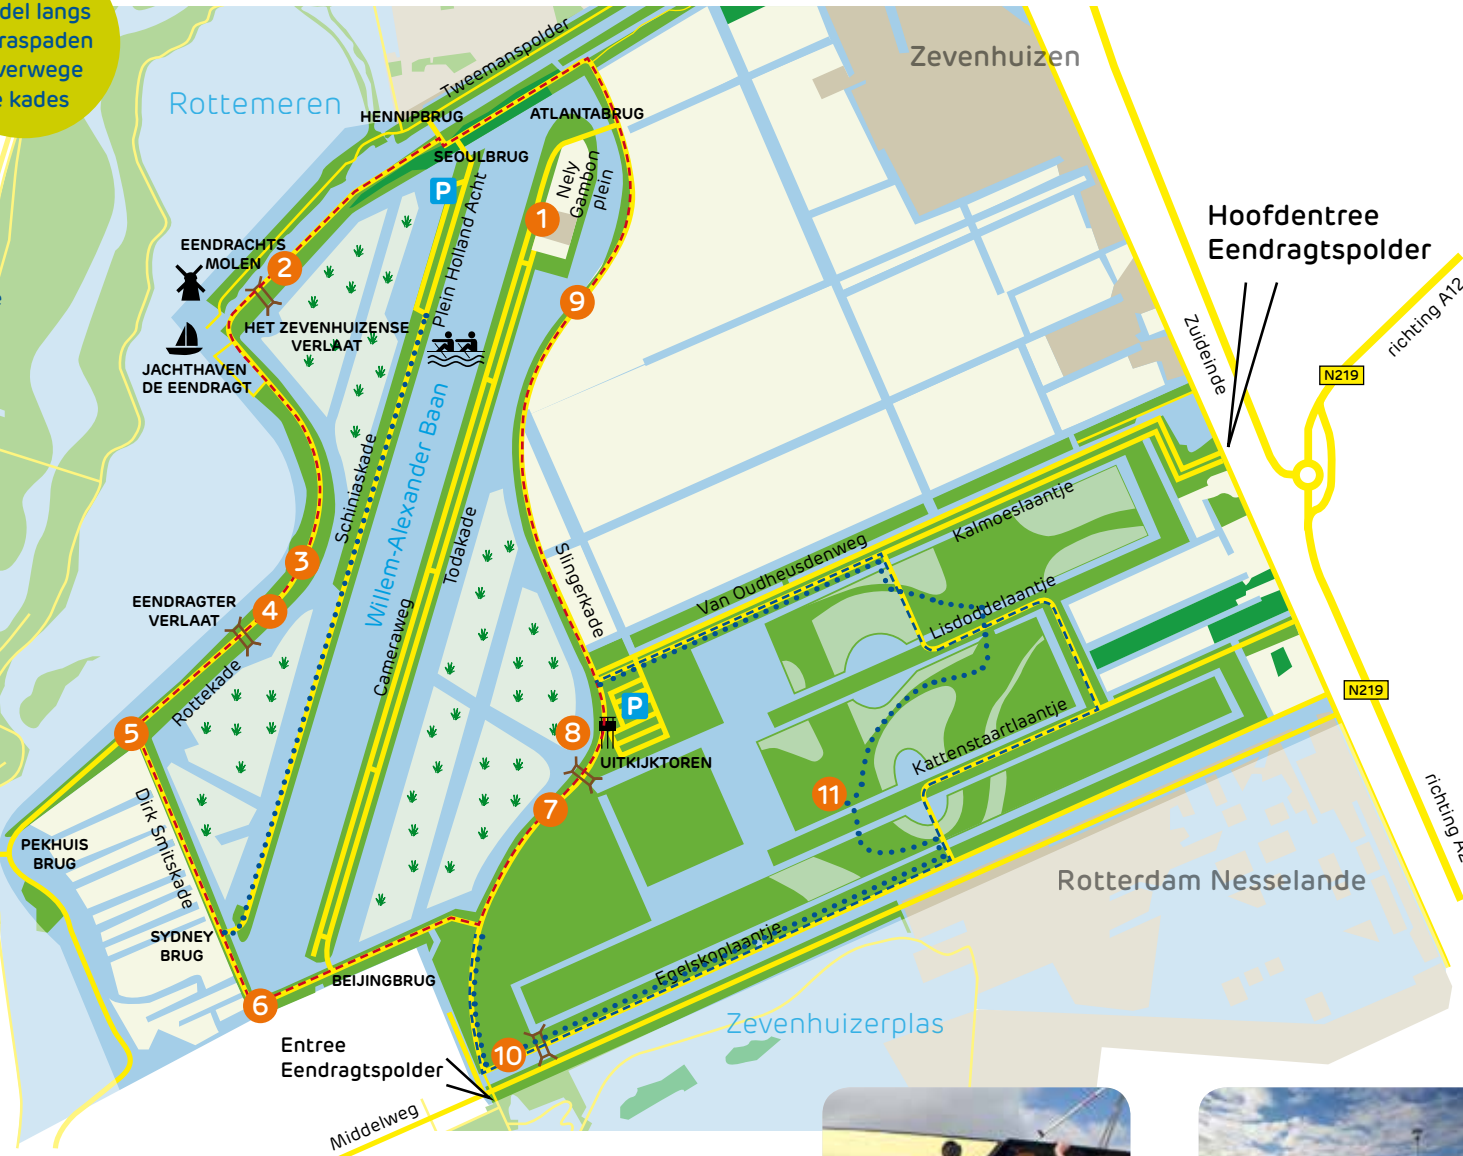 del langs
raspaden
verwege
e kades
Rottemeren
Tweemanspolder
Zevenhuizen
HENNIPBRUG
ATLANTABRUG
SEOULBRUG
P
Nely
Gambon
plein
Plein Holland Acht
1
Hoofdentree
Eendragtspolder
EENDRACHTS
MOLEN
2
9
HET ZEVENHUIZENSE
VERLAAT
JACHTHAVEN
DE EENDRAGT
Zuideinde
richting A12
N219
Schiniaskade
Willem-Alexander Baan
Todakade
Cameraweg
Slingerkade
Van Oudheusdenweg
Kalmoeslaantje
Lisdoddelaantje
Kattenstaartlaantje
3
EENDRAGTER
VERLAAT
4
Rottekade
5
8
P
UITKIJKTOREN
N219
7
11
richting A2
Dirk Smitskade
PEKHUIS
BRUG
Rotterdam Nesselande
SYDNEY
BRUG
Egelskoplaantje
BEIJINGBRUG
6
Zevenhuizerplas
Entree
Eendragtspolder
10
Middelweg